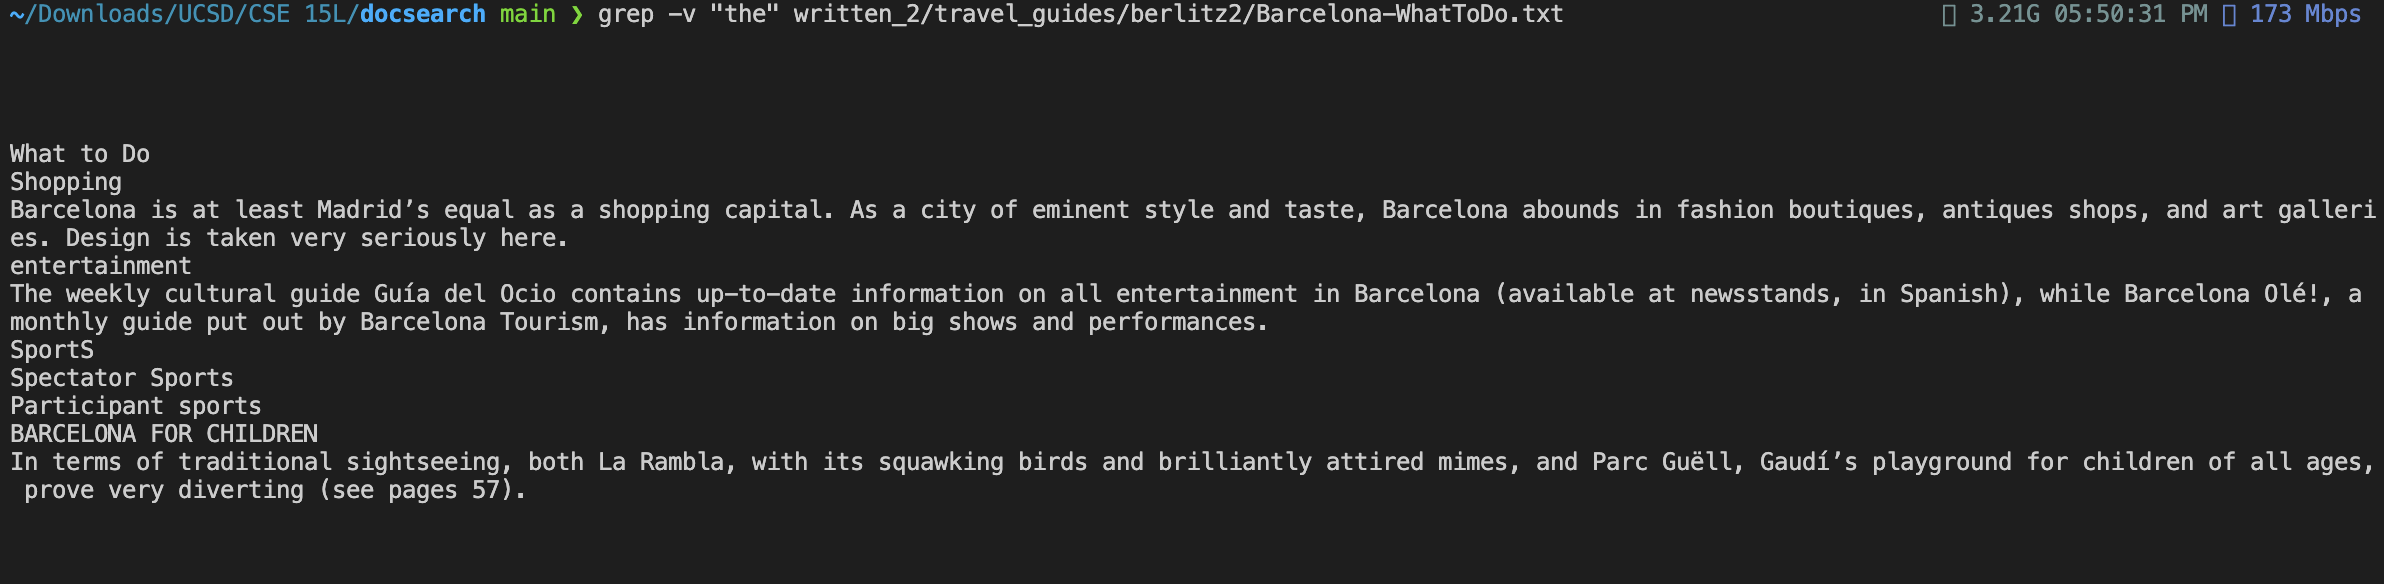 ~/Downloads/UCSD/CSE 15L/docsearch main ❯ grep -v "the" written_2/travel_guides/berlitz2/Barcelona-WhatToDo.txt 3.21G 05:50:31 PM 173 Mbps
What to Do
Shopping
Barcelona is at least Madrid’s equal as a shopping capital. As a city of eminent style and taste, Barcelona abounds in fashion boutiques, antiques shops, and art galleri
es. Design is taken very seriously here.
entertainment
The weekly cultural guide Guía del Ocio contains up-to-date information on all entertainment in Barcelona (available at newsstands, in Spanish), while Barcelona Olé!, a
monthly guide put out by Barcelona Tourism, has information on big shows and performances.
SportS
Spectator Sports
Participant sports
BARCELONA FOR CHILDREN
In terms of traditional sightseeing, both La Rambla, with its squawking birds and brilliantly attired mimes, and Parc Guëll, Gaudí’s playground for children of all ages,
 prove very diverting (see pages 57).